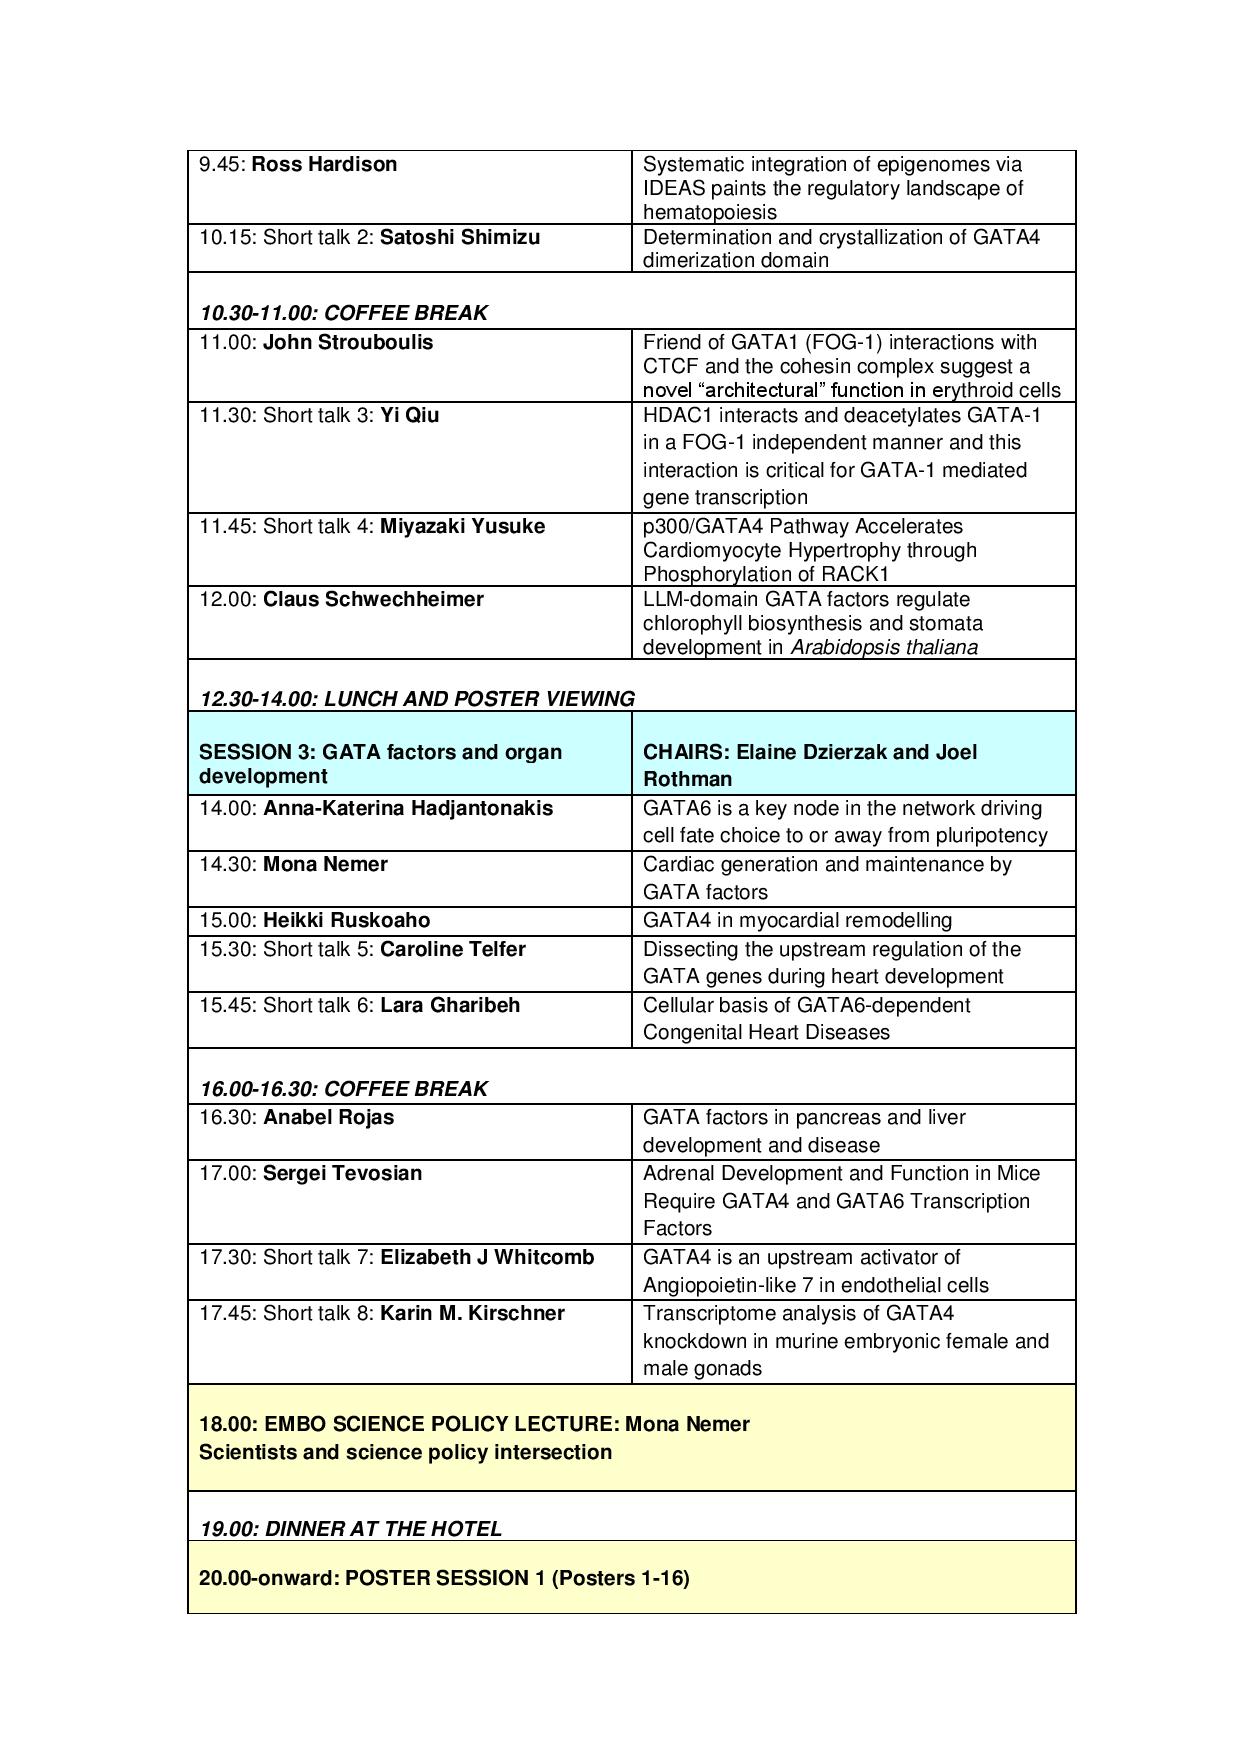 9.45: Ross Hardison
Systematic integration of epigenomes via
IDEAS paints the regulatory landscape of
hematopoiesis
10.15: Short talk 2: Satoshi Shimizu
Determination and crystallization of GATA4
dimerization domain
10.30-11.00: COFFEE BREAK
11.00: John Strouboulis
Friend of GATA1 (FOG-1) interactions with
CTCF and the cohesin complex suggest a
novel “architectural” function in erythroid cells
11.30: Short talk 3: Yi Qiu
HDAC1 interacts and deacetylates GATA-1
in a FOG-1 independent manner and this
interaction is critical for GATA-1 mediated
gene transcription
11.45: Short talk 4: Miyazaki Yusuke
p300/GATA4 Pathway Accelerates
Cardiomyocyte Hypertrophy through
Phosphorylation of RACK1
12.00: Claus Schwechheimer
LLM-domain GATA factors regulate
chlorophyll biosynthesis and stomata
development in Arabidopsis thaliana
12.30-14.00: LUNCH AND POSTER VIEWING
SESSION 3: GATA factors and organ
development
CHAIRS: Elaine Dzierzak and Joel
Rothman
14.00: Anna-Katerina Hadjantonakis
GATA6 is a key node in the network driving
cell fate choice to or away from pluripotency
14.30: Mona Nemer
Cardiac generation and maintenance by
GATA factors
15.00: Heikki Ruskoaho
GATA4 in myocardial remodelling
15.30: Short talk 5: Caroline Telfer
Dissecting the upstream regulation of the
GATA genes during heart development
15.45: Short talk 6: Lara Gharibeh
Cellular basis of GATA6-dependent
Congenital Heart Diseases
16.00-16.30: COFFEE BREAK
16.30: Anabel Rojas
GATA factors in pancreas and liver
development and disease
17.00: Sergei Tevosian
Adrenal Development and Function in Mice
Require GATA4 and GATA6 Transcription
Factors
17.30: Short talk 7: Elizabeth J Whitcomb
GATA4 is an upstream activator of
Angiopoietin-like 7 in endothelial cells
17.45: Short talk 8: Karin M. Kirschner
Transcriptome analysis of GATA4
knockdown in murine embryonic female and
male gonads
18.00: EMBO SCIENCE POLICY LECTURE: Mona Nemer
Scientists and science policy intersection
19.00: DINNER AT THE HOTEL
20.00-onward: POSTER SESSION 1 (Posters 1-16)